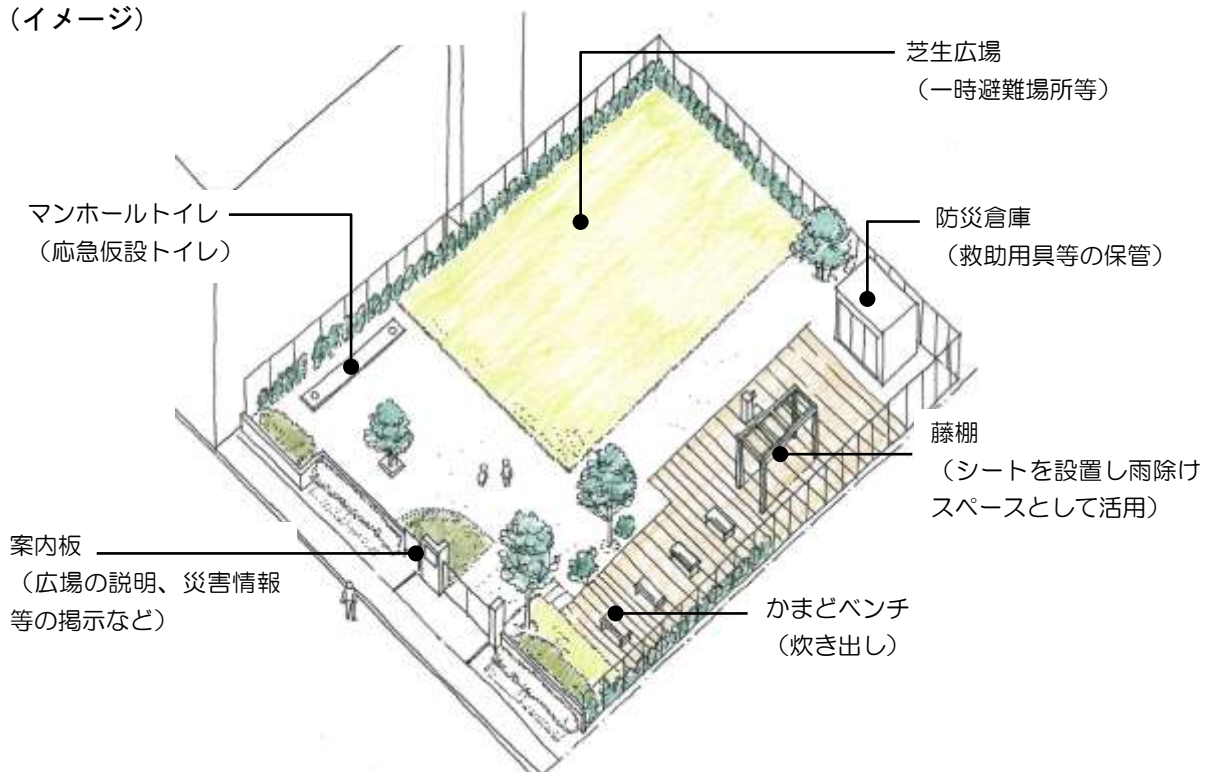 （イメージ）
芝生広場
（一時避難場所等）
マンホールトイレ
（応急仮設トイレ）
防災倉庫
（救助用具等の保管）
藤棚
（シートを設置し雨除け
スペースとして活用）
案内板
（広場の説明、災害情報
等の掲示など）
かまどベンチ
（炊き出し）